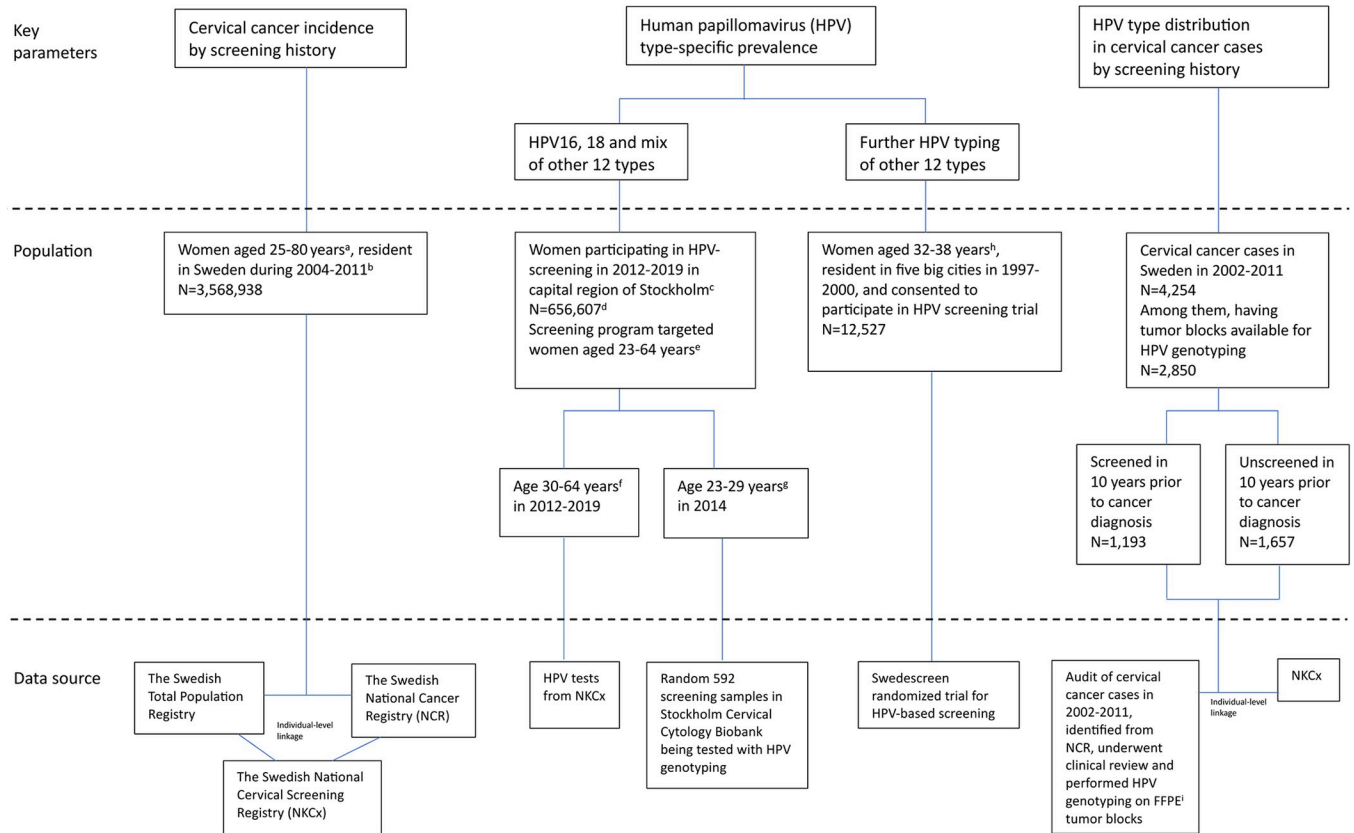 Key
parameters
Cervical cancer incidence
by screening history
Human papillomavirus (HPV)
type-specific prevalence
HPV type distribution
in cervical cancer cases
by screening history
HPV16, 18 and mix
of other 12 types
Further HPV typing
of other 12 types
Population
Women aged 25-80 yearsᵃ, resident
in Sweden during 2004-2011ᵇ
N=3,568,938
Women participating in HPV-
screening in 2012-2019 in
capital region of Stockholmᶜ
N=656,607ᵈ
Screening program targeted
women aged 23-64 yearsᵉ
Women aged 32-38 yearsʰ,
resident in five big cities in 1997-
2000, and consented to
participate in HPV screening trial
N=12,527
Cervical cancer cases in
Sweden in 2002-2011
N=4,254
Among them, having
tumor blocks available for
HPV genotyping
N=2,850
Age 30-64 yearsᶠ
in 2012-2019
Age 23-29 yearsᵍ
in 2014
Screened in
10 years prior
to cancer
diagnosis
N=1,193
Unscreened in
10 years prior
to cancer
diagnosis
N=1,657
Data source
The Swedish
Total Population
Registry
The Swedish
National Cancer
Registry (NCR)
Individual-level
linkage
The Swedish National
Cervical Screening
Registry (NKCx)
HPV tests
from NKCx
Random 592
screening samples in
Stockholm Cervical
Cytology Biobank
being tested with HPV
genotyping
Swedescreen
randomized trial for
HPV-based screening
Audit of cervical
cancer cases in
2002-2011,
identified from
NCR, underwent
clinical review and
performed HPV
genotyping on FFPEⁱ
tumor blocks
Individual-level
linkage
NKCx